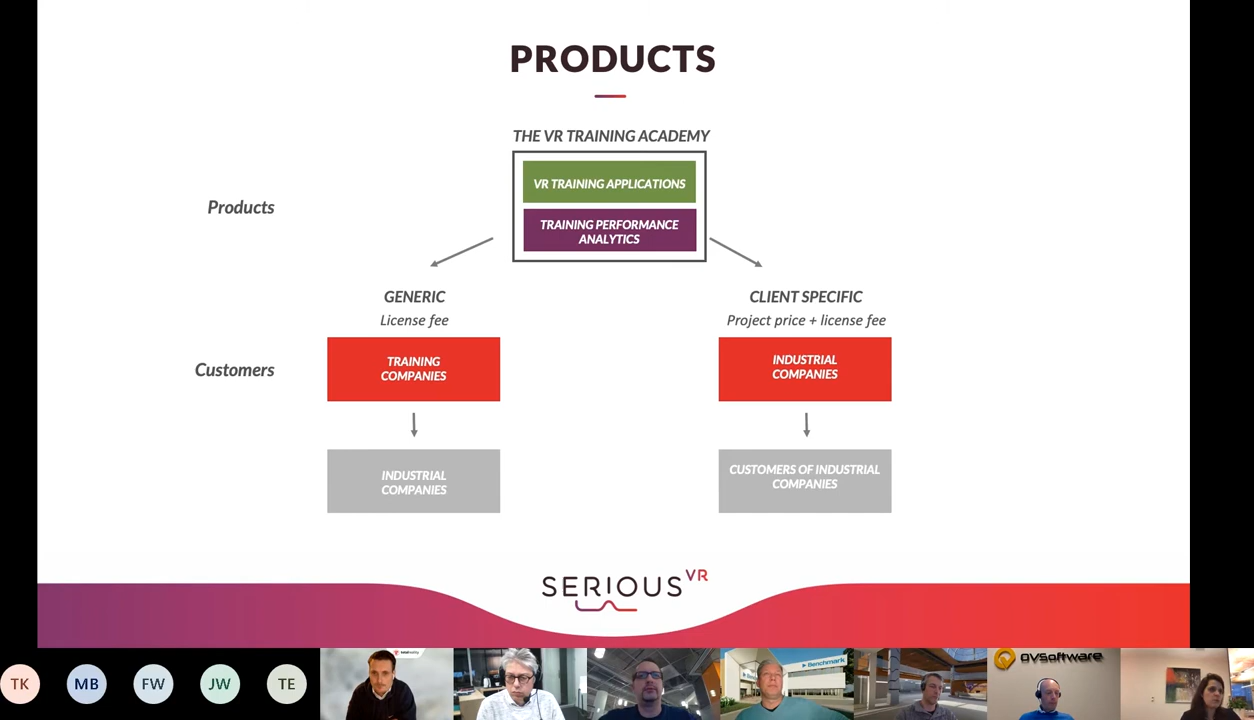 PRODUCTS
THE VR TRAINING ACADEMY
VR TRAINING APPLICATIONS
Products
TRAINING PERFORMANCE
ANALYTICS
GENERIC
CLIENT SPECIFIC
License fee
Project price + license fee
Customers
TRAINING
COMPANIES
INDUSTRIAL
COMPANIES
INDUSTRIAL
COMPANIES
CUSTOMERS OF INDUSTRIAL
COMPANIES
SERIOUS VR
TK
MB
FW
JW
TE
Benchmark
QVSoftware